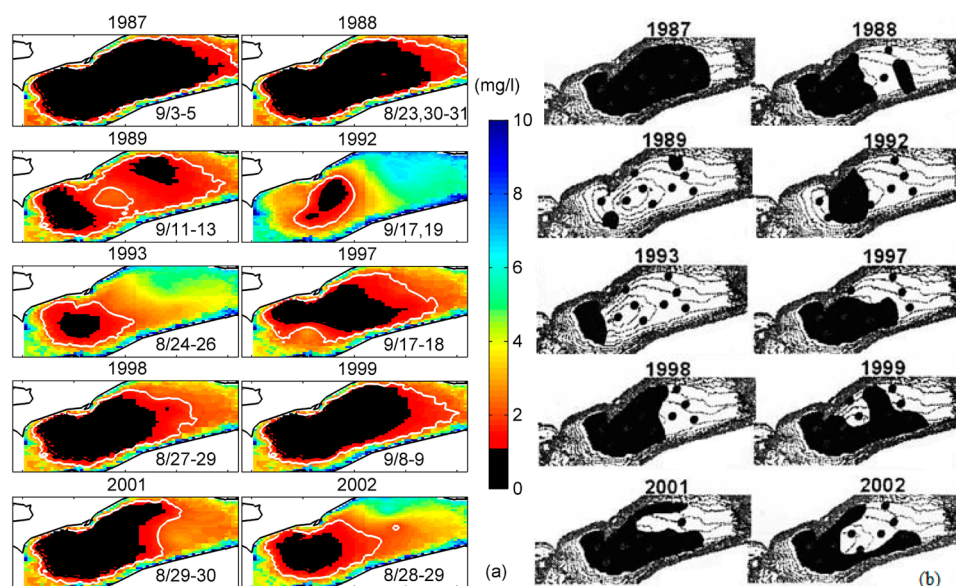 1987 1988 1987 1988
9/3-5 8/23,30-31 (mg/l)
1989 1992 10 1989 1992
9/11-13 9/17,19 8
1993 1997 6 1993 1997
8/24-26 9/17-18 4
1998 1999 1998 1999
8/27-29 9/8-9 2
2001 2002 0 2001 2002
8/29-30 8/28-29 (a) (b)